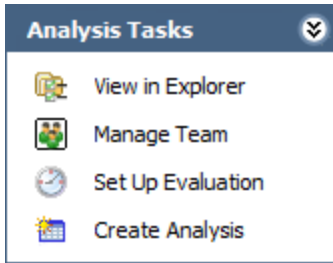 Analysis Tasks
View in Explorer
Manage Team
Set Up Evaluation
Create Analysis